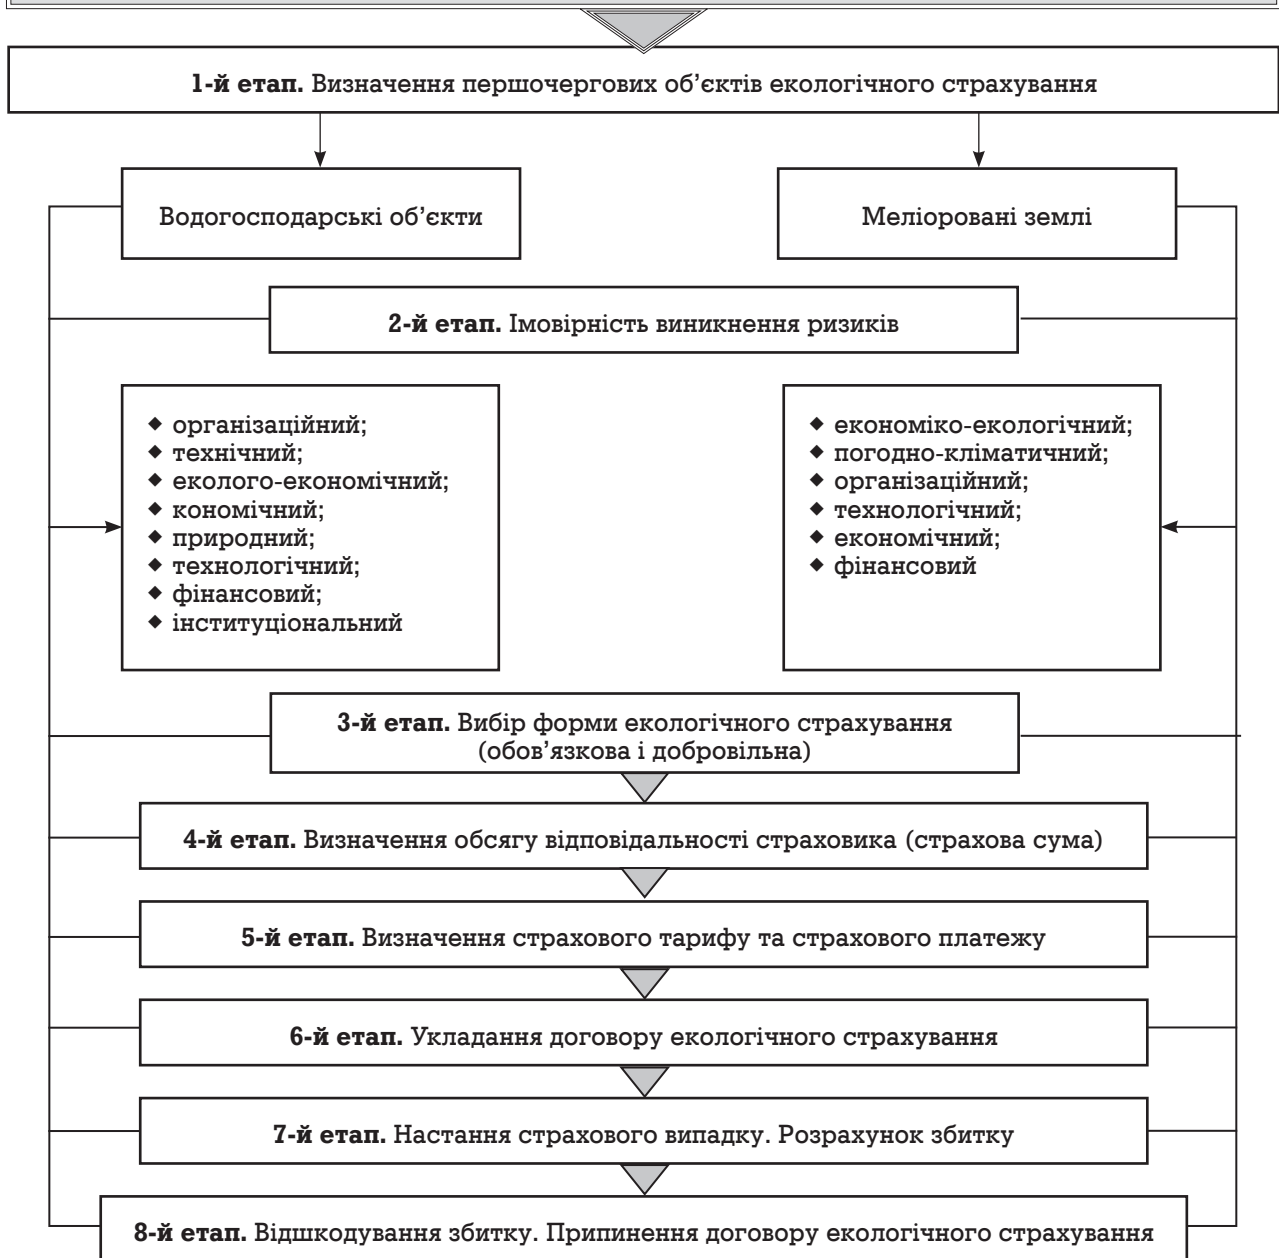 1-й етап. Визначення першочергових об’єктів екологічного страхування
Водогосподарські об’єкти
Меліоровані землі
2-й етап. Імовірність виникнення ризиків
◆ організаційний;
◆ технічний;
◆ еколого-економічний;
◆ кономічний;
◆ природний;
◆ технологічний;
◆ фінансовий;
◆ інституціональний
◆ економіко-екологічний;
◆ погодно-кліматичний;
◆ організаційний;
◆ технологічний;
◆ економічний;
◆ фінансовий
3-й етап. Вибір форми екологічного страхування
(обов’язкова і добровільна)
4-й етап. Визначення обсягу відповідальності страховика (страхова сума)
5-й етап. Визначення страхового тарифу та страхового платежу
6-й етап. Укладання договору екологічного страхування
7-й етап. Настання страхового випадку. Розрахунок збитку
8-й етап. Відшкодування збитку. Припинення договору екологічного страхування